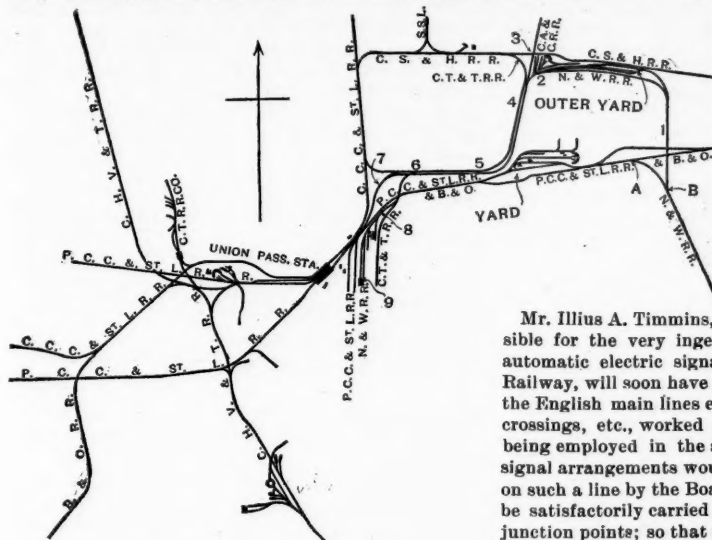 S.S.L.
3
C.A. & C.R.R.
C. S. & H. R. R.
C.T. & T.R.R.
C. S. & H. R. R.
2
N. & W. R. R.
OUTER YARD
4
1
C. H. V. & T. R. R.
C. C. C. & ST. L. R. R.
7
6
5
P. C. C. & ST. L. R. R.
& B. & O.
P.C.C. & ST. L. R.R.
& B. & O.
YARD
A
B
N. & W. R. R.
C. T. R. R. CO.
UNION PASS. STA.
8
C. T. & T. R. R.
9
P. C. C. & ST. L. R. R.
P.C.C. & ST. L. R.R.
N. & W. R.R.
C. C. C. & ST. L. R. R.
P. C. C. & ST. L. R. R.
B. & O. R. R.
C. H. V. & T. R. R.
Mr. Illius A. Timmins,
sible for the very inge
automatic electric signa
Railway, will soon have
the English main lines e
crossings, etc., worked
being employed in the s
signal arrangements wou
on such a line by the Boa
be satisfactorily carried
junction points; so that